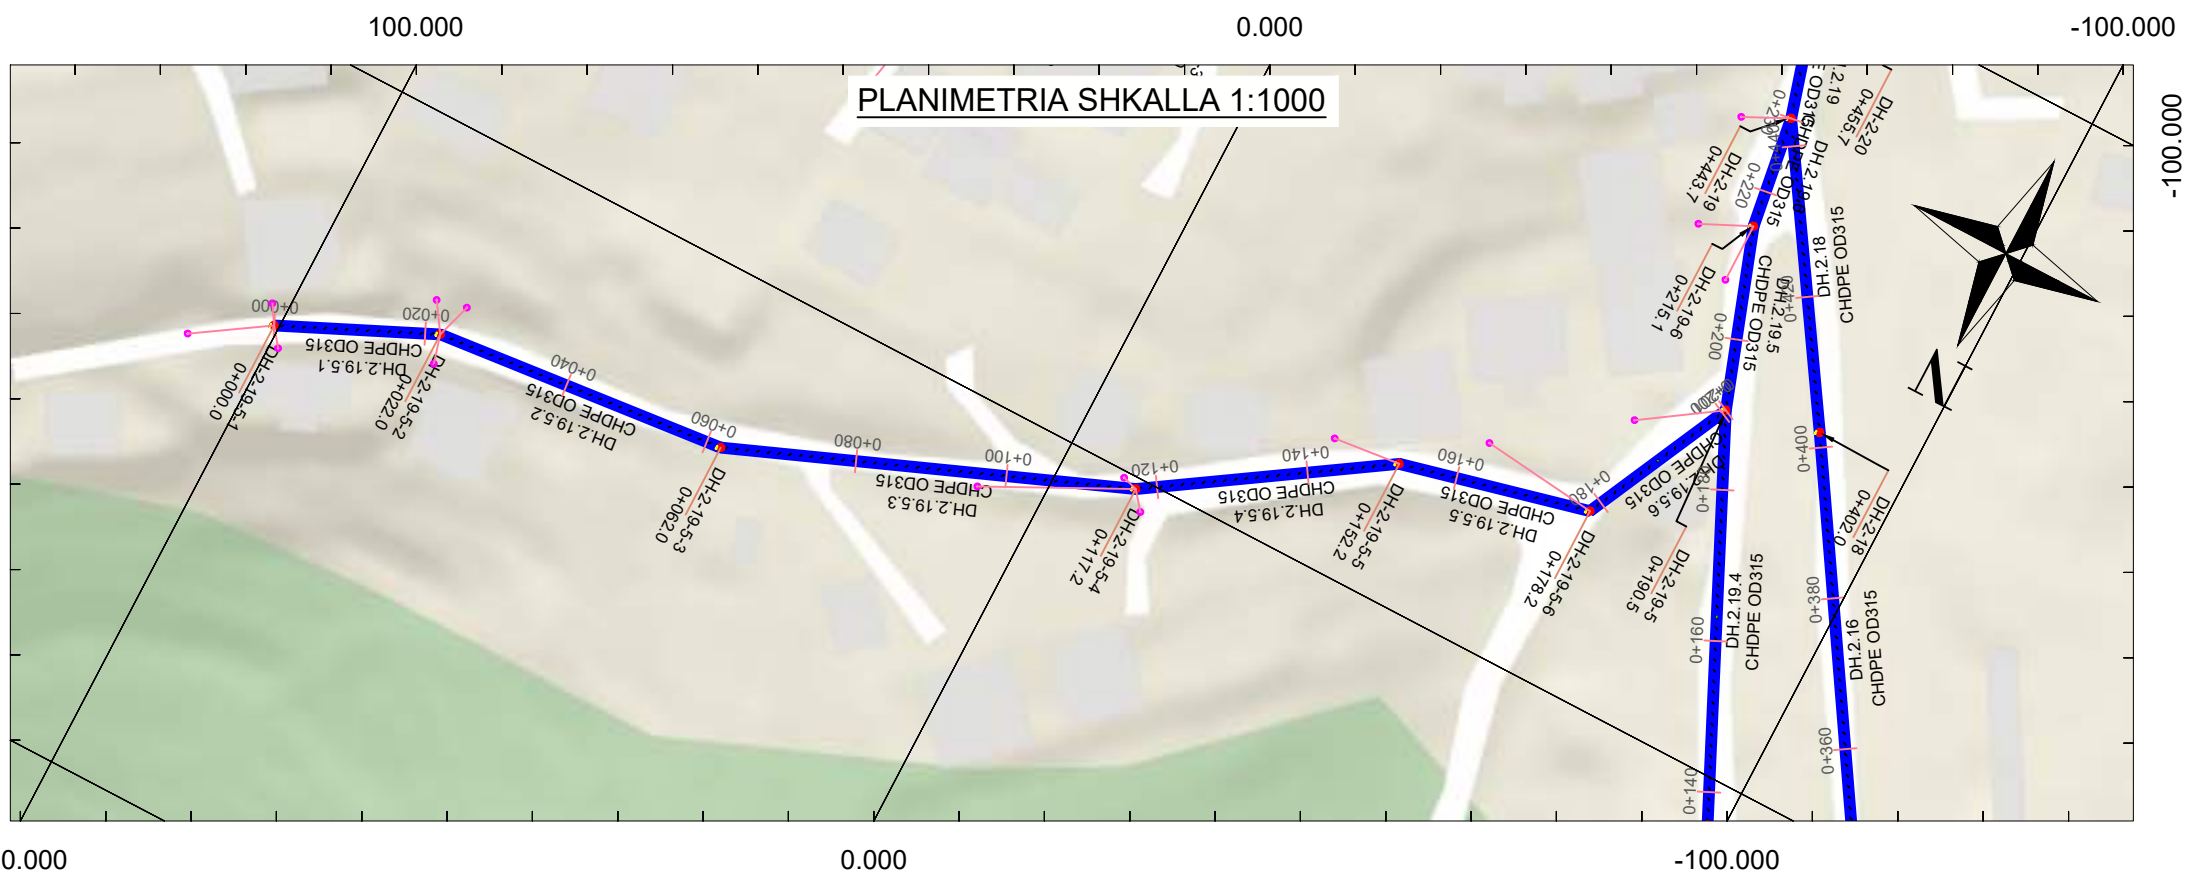 100.000
0.000
-100.000
PLANIMETRIA SHKALLA 1:1000
-100.000
DH-2-20
0+455.7
DH-2-19
0+443.7
0+220
DH-2-19-6
0+215.1
CHDPE OD315
DH.2.19.5
CHDPE OD315
DH.2.18
CHDPE OD315
0+200
0+000
DH-2-19-5-1
0+000.0
DH.2.19.5.1
CHDPE OD315
0+020
DH-2-19-5-2
0+022.0
0+040
DH.2.19.5.2
CHDPE OD315
0+060
DH-2-19-5-3
0+062.0
0+080
DH.2.19.5.3
CHDPE OD315
0+100
0+120
DH-2-19-5-4
0+117.2
DH.2.19.5.4
CHDPE OD315
0+140
DH-2-19-5-5
0+152.2
0+160
DH.2.19.5.5
CHDPE OD315
0+180
DH-2-19-5-6
0+178.2
DH.2.19.5.6
CHDPE OD315
DH-2-19-5
0+190.5
0+180
DH.2.19.4
CHDPE OD315
0+160
0+140
0+400
DH-2-18
0+402.0
0+380
DH.2.16
CHDPE OD315
0+360
N
0.000
0.000
-100.000